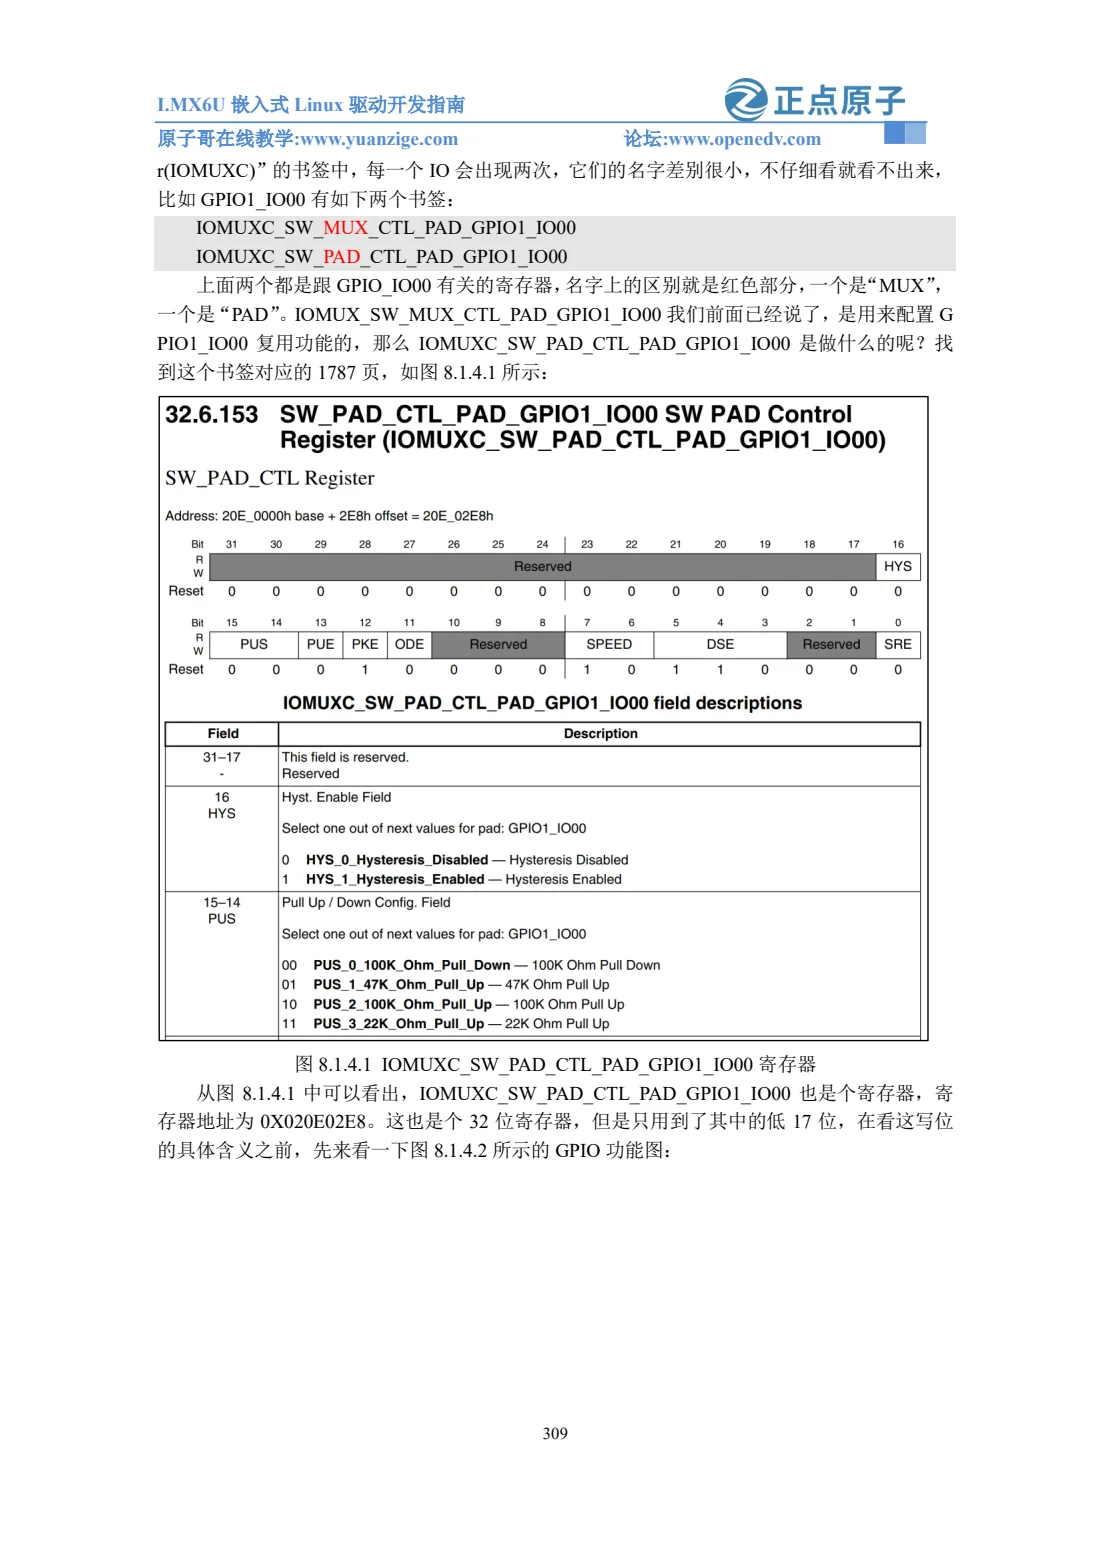 I.MX6U 嵌入式 Linux 驱动开发指南
正点原子
原子哥在线教学:www.yuanzige.com 论坛:www.openedv.com
r(IOMUXC)”的书签中，每一个 IO 会出现两次，它们的名字差别很小，不仔细看就看不出来，
比如 GPIO1_IO00 有如下两个书签：
IOMUXC_SW_MUX_CTL_PAD_GPIO1_IO00
IOMUXC_SW_PAD_CTL_PAD_GPIO1_IO00
上面两个都是跟 GPIO_IO00 有关的寄存器，名字上的区别就是红色部分，一个是“MUX”，
一个是“PAD”。IOMUX_SW_MUX_CTL_PAD_GPIO1_IO00 我们前面已经说了，是用来配置 G
PIO1_IO00 复用功能的，那么 IOMUXC_SW_PAD_CTL_PAD_GPIO1_IO00 是做什么的呢？找
到这个书签对应的 1787 页，如图 8.1.4.1 所示：
32.6.153 SW_PAD_CTL_PAD_GPIO1_IO00 SW PAD Control
Register (IOMUXC_SW_PAD_CTL_PAD_GPIO1_IO00)
SW_PAD_CTL Register
Address: 20E_0000h base + 2E8h offset = 20E_02E8h
Bit 31 30 29 28 27 26 25 24 23 22 21 20 19 18 17 16
R
W
Reserved HYS
Reset 0 0 0 0 0 0 0 0 0 0 0 0 0 0 0 0
Bit 15 14 13 12 11 10 9 8 7 6 5 4 3 2 1 0
R
W
PUS PUE PKE ODE Reserved SPEED DSE Reserved SRE
Reset 0 0 0 1 0 0 0 0 1 0 1 1 0 0 0 0
IOMUXC_SW_PAD_CTL_PAD_GPIO1_IO00 field descriptions
Field Description
31–17 This field is reserved.
- Reserved
16 Hyst. Enable Field
HYS
Select one out of next values for pad: GPIO1_IO00
0 HYS_0_Hysteresis_Disabled — Hysteresis Disabled
1 HYS_1_Hysteresis_Enabled — Hysteresis Enabled
15–14 Pull Up / Down Config. Field
PUS
Select one out of next values for pad: GPIO1_IO00
00 PUS_0_100K_Ohm_Pull_Down — 100K Ohm Pull Down
01 PUS_1_47K_Ohm_Pull_Up — 47K Ohm Pull Up
10 PUS_2_100K_Ohm_Pull_Up — 100K Ohm Pull Up
11 PUS_3_22K_Ohm_Pull_Up — 22K Ohm Pull Up
图 8.1.4.1 IOMUXC_SW_PAD_CTL_PAD_GPIO1_IO00 寄存器
从图 8.1.4.1 中可以看出，IOMUXC_SW_PAD_CTL_PAD_GPIO1_IO00 也是个寄存器，寄
存器地址为 0X020E02E8。这也是个 32 位寄存器，但是只用到了其中的低 17 位，在看这写位
的具体含义之前，先来看一下图 8.1.4.2 所示的 GPIO 功能图：
309